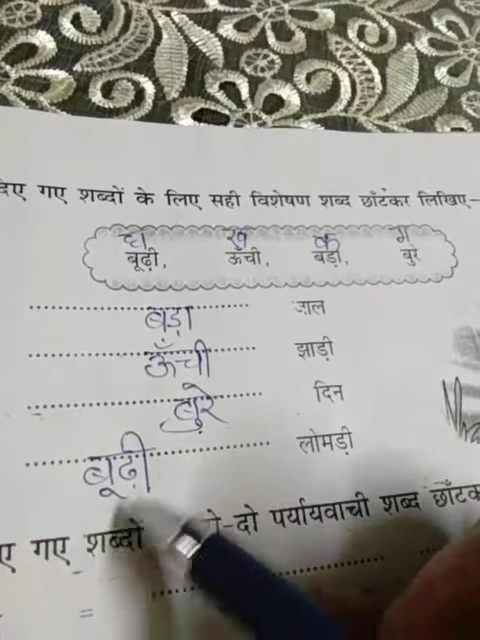 दिए गए शब्दों के लिए सही विशेषण शब्द छाँटकर लिखिए–
घ ख क ग
बूढ़ी, ऊँची, बड़ा, बुरे
बड़ा जाल
ऊँची झाड़ी
बुरे दिन
बूढ़ी लोमड़ी
ए गए शब्दों दो पर्यायवाची शब्द छाँटक
=